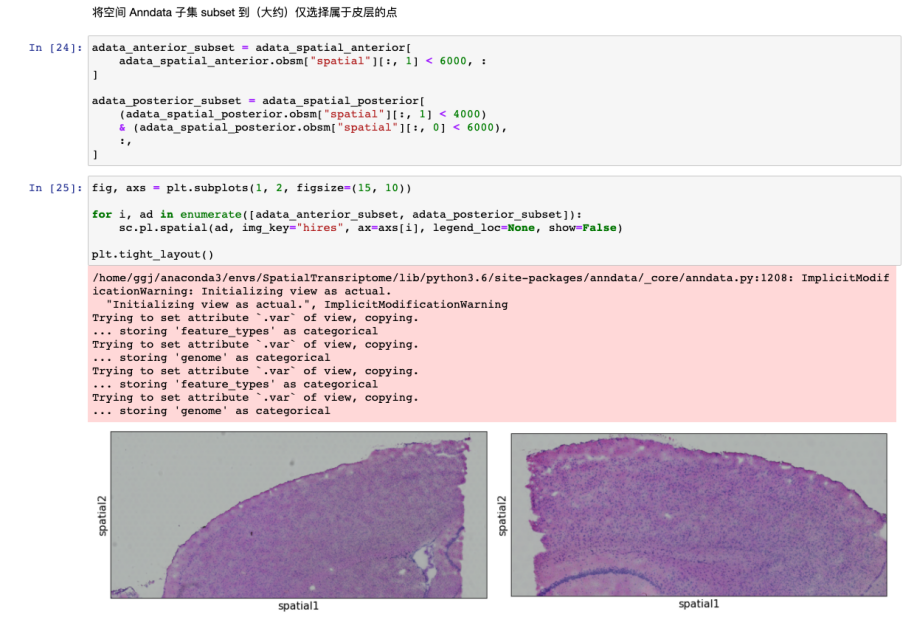 将空间 Anndata 子集 subset 到（大约）仅选择属于皮层的点
In [24]: adata_anterior_subset = adata_spatial_anterior[
    adata_spatial_anterior.obsm["spatial"][:, 1] < 6000, :
]
adata_posterior_subset = adata_spatial_posterior[
    (adata_spatial_posterior.obsm["spatial"][:, 1] < 4000)
    & (adata_spatial_posterior.obsm["spatial"][:, 0] < 6000),
    :,
]
In [25]: fig, axs = plt.subplots(1, 2, figsize=(15, 10))
for i, ad in enumerate([adata_anterior_subset, adata_posterior_subset]):
    sc.pl.spatial(ad, img_key="hires", ax=axs[i], legend_loc=None, show=False)
plt.tight_layout()
/home/ggj/anaconda3/envs/SpatialTransriptome/lib/python3.6/site-packages/anndata/_core/anndata.py:1208: ImplicitModif
icationWarning: Initializing view as actual.
  "Initializing view as actual.", ImplicitModificationWarning
Trying to set attribute `.var` of view, copying.
... storing 'feature_types' as categorical
Trying to set attribute `.var` of view, copying.
... storing 'genome' as categorical
Trying to set attribute `.var` of view, copying.
... storing 'feature_types' as categorical
Trying to set attribute `.var` of view, copying.
... storing 'genome' as categorical
spatial2
spatial1
spatial2
spatial1